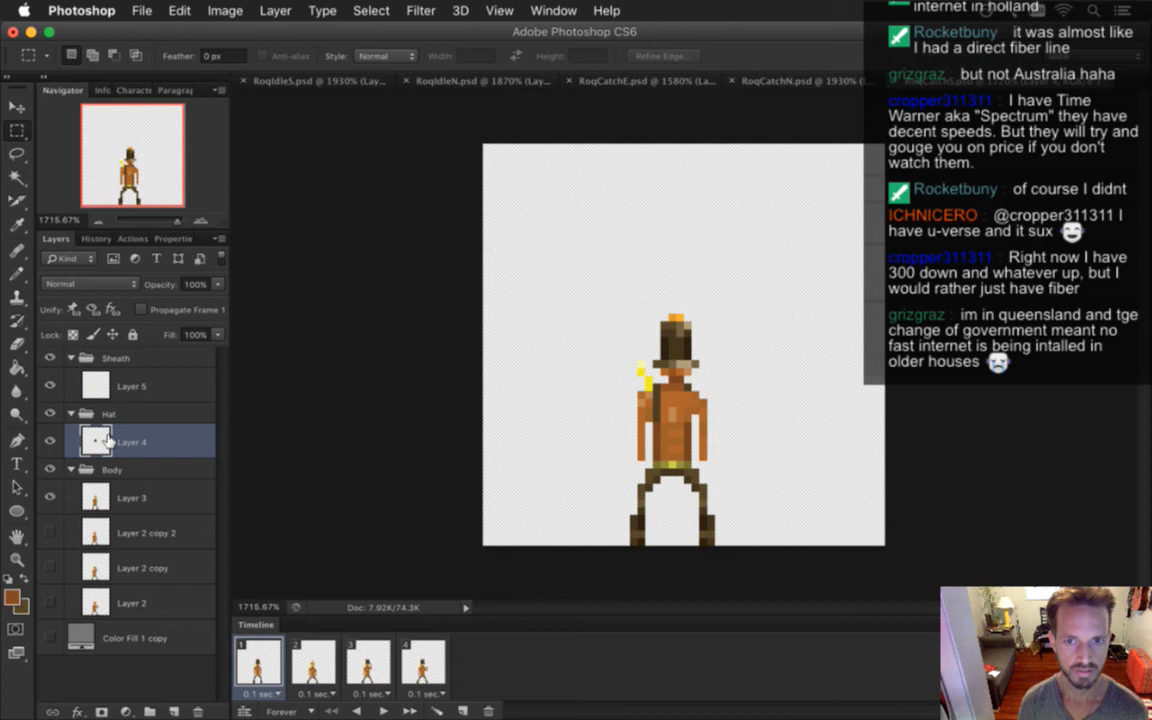 Photoshop File Edit Image Layer Type Select Filter 3D View Window Help
Adobe Photoshop CS6
Feather: 0 px Anti-alias Style: Normal Width: Height: Refine Edge...
RoqIdleS.psd @ 1930% (Lay... RoqIdleN.psd @ 1870% (Lay... RoqCatchE.psd @ 1580% (La... RoqCatchN.psd @ 1930% (
Navigator Info Characte Paragra
1715.67%
Layers History Actions Propertie
Kind
Normal Opacity: 100%
Unify: Propagate Frame 1
Lock: Fill: 100%
Sheath
Layer 5
Hat
Layer 4
Body
Layer 3
Layer 2 copy 2
Layer 2 copy
Layer 2
Color Fill 1 copy
1715.67% Doc: 7.92K/74.3K
Timeline
1 2 3 4
0.1 sec. 0.1 sec. 0.1 sec. 0.1 sec.
Forever
internet in holland
Rocketbuny : it was almost like
I had a direct fiber line
grizgraz : but not Australia haha
cropper311311 : I have Time
Warner aka "Spectrum" they have
decent speeds. But they will try and
gouge you on price if you don't
watch them.
Rocketbuny : of course I didnt
ICHNICERO : @cropper311311 I
have u-verse and it sux
cropper311311 : Right now I have
300 down and whatever up, but I
would rather just have fiber
grizgraz : im in queensland and tge
change of government meant no
fast internet is being intalled in
older houses